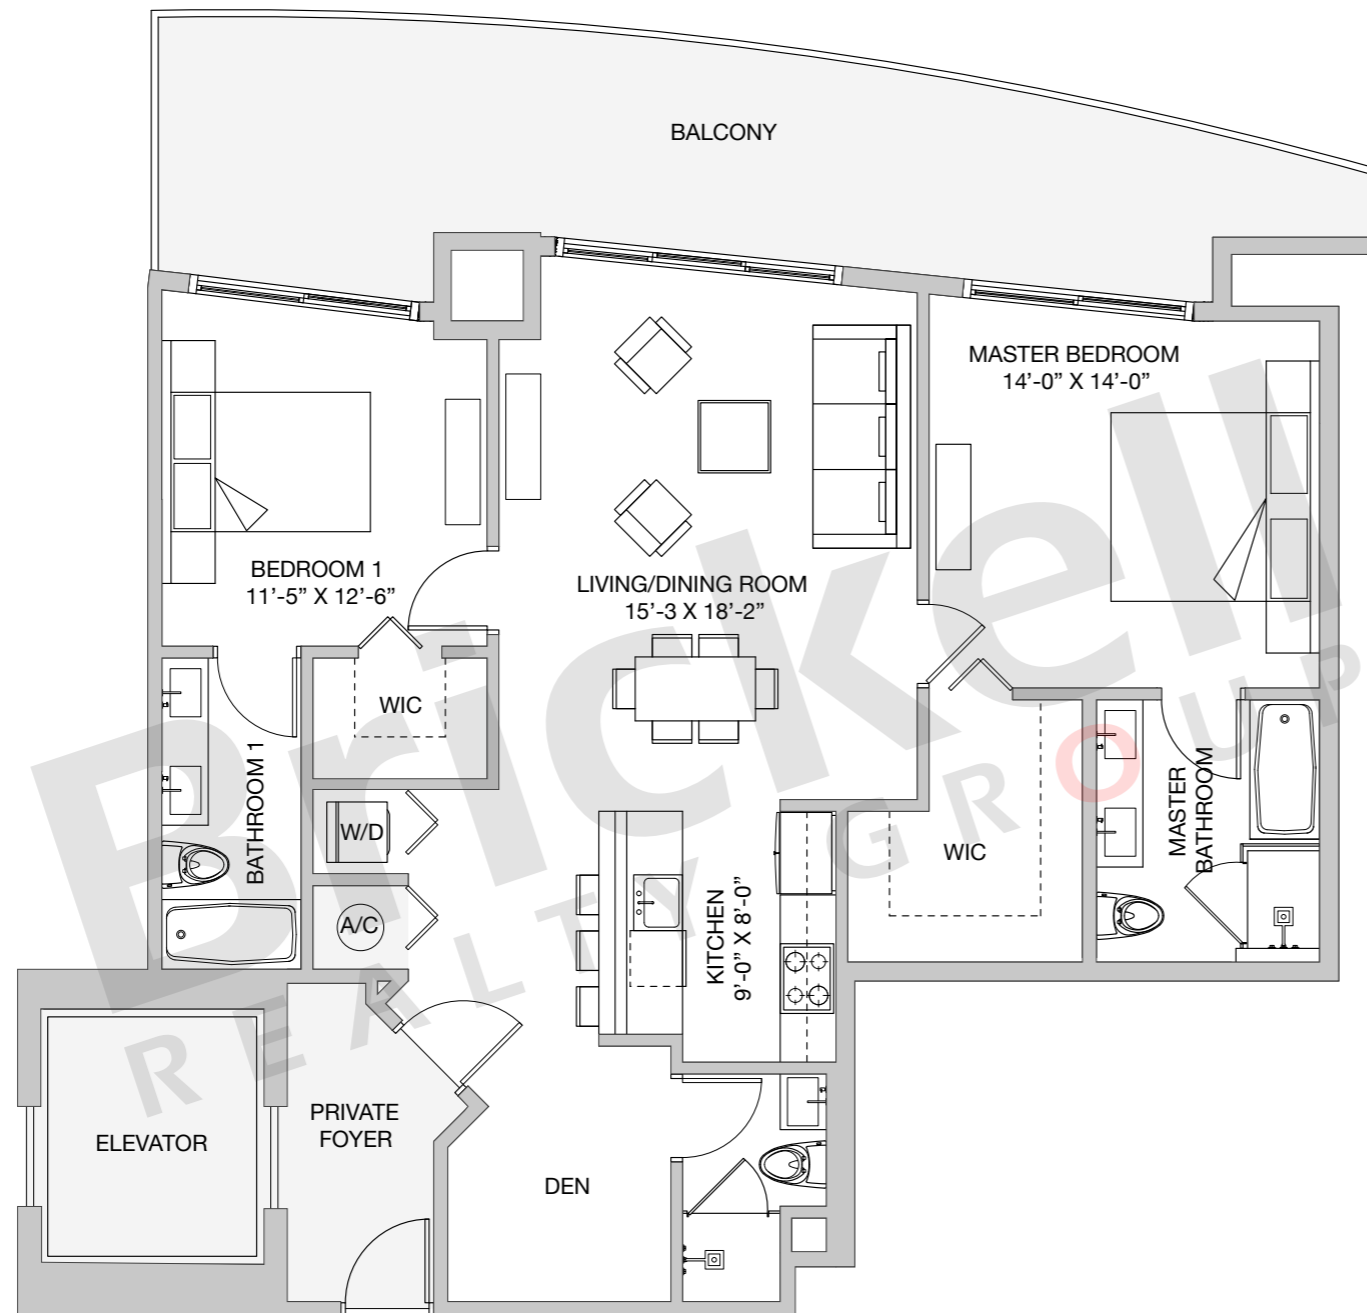 BALCONY
MASTER BEDROOM
14’-0” X 14’-0”
BEDROOM 1
11’-5” X 12’-6”
LIVING/DINING ROOM
15’-3 X 18’-2”
WIC
BATHROOM 1
W/D
A/C
KITCHEN
9’-0” X 8’-0”
WIC
MASTER
BATHROOM
PRIVATE
FOYER
ELEVATOR
DEN
Brickell
REALTY GROUP